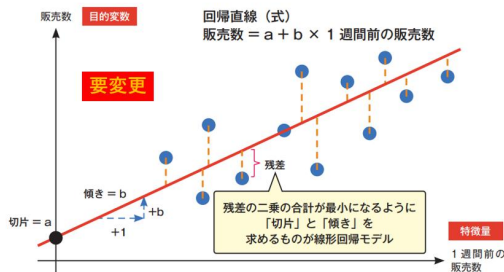 販売数 目的変数
回帰直線（式）
販売数＝a＋b × 1週間前の販売数
要変更
残差
傾き＝b
+b
+1
切片＝a
残差の二乗の合計が最小になるように
「切片」と「傾き」を
求めるものが線形回帰モデル
特徴量
1週間前の
販売数